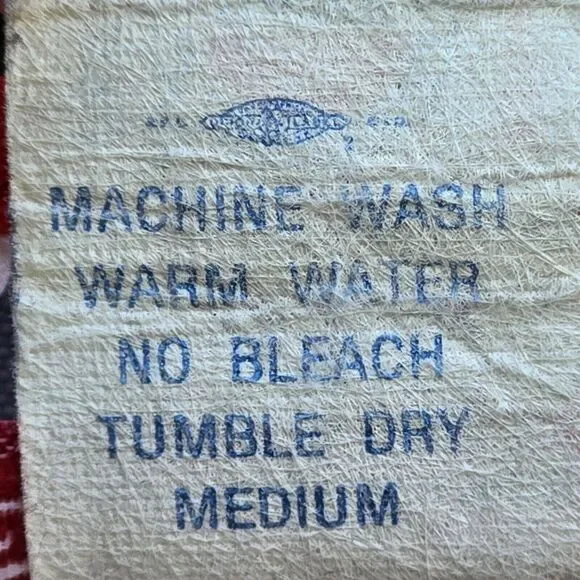 MACHINE WASH
WARM WATER
NO BLEACH
TUMBLE DRY
MEDIUM